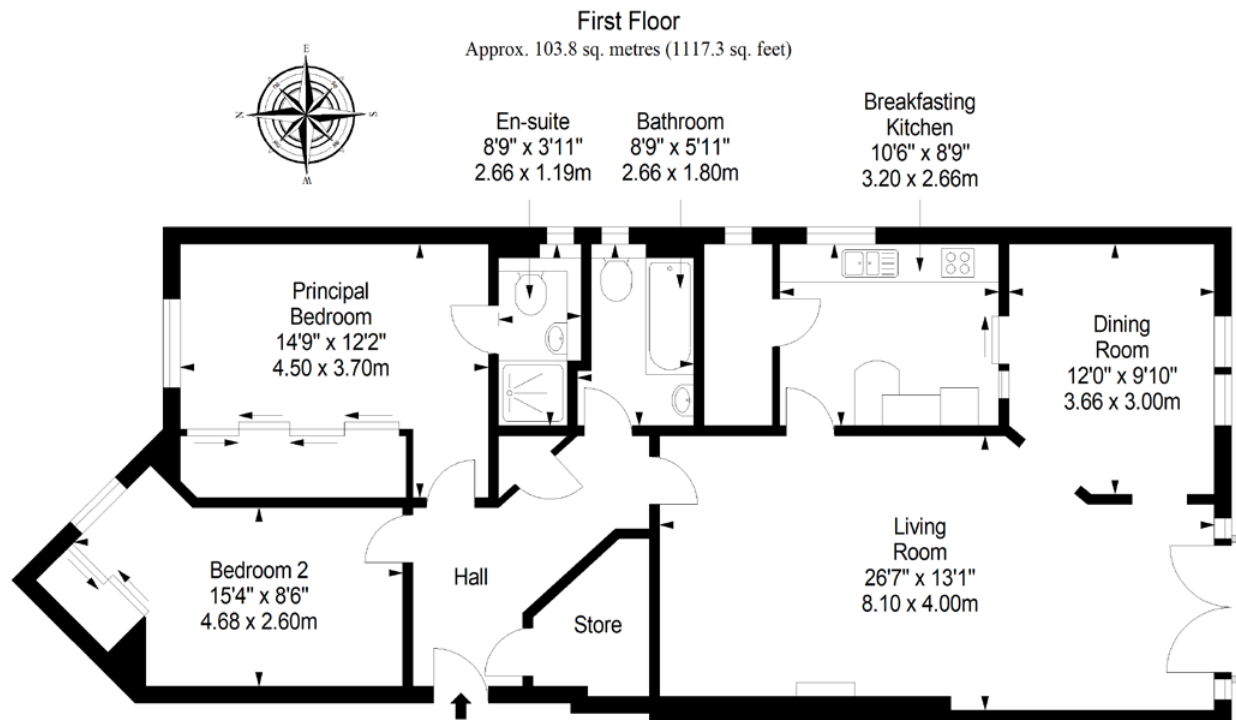 First Floor
Approx. 103.8 sq. metres (1117.3 sq. feet)
E
N
S
W
En-suite
8'9" x 3'11"
2.66 x 1.19m
Bathroom
8'9" x 5'11"
2.66 x 1.80m
Breakfasting
Kitchen
10'6" x 8'9"
3.20 x 2.66m
Principal
Bedroom
14'9" x 12'2"
4.50 x 3.70m
Dining
Room
12'0" x 9'10"
3.66 x 3.00m
Bedroom 2
15'4" x 8'6"
4.68 x 2.60m
Hall
Store
Living
Room
26'7" x 13'1"
8.10 x 4.00m